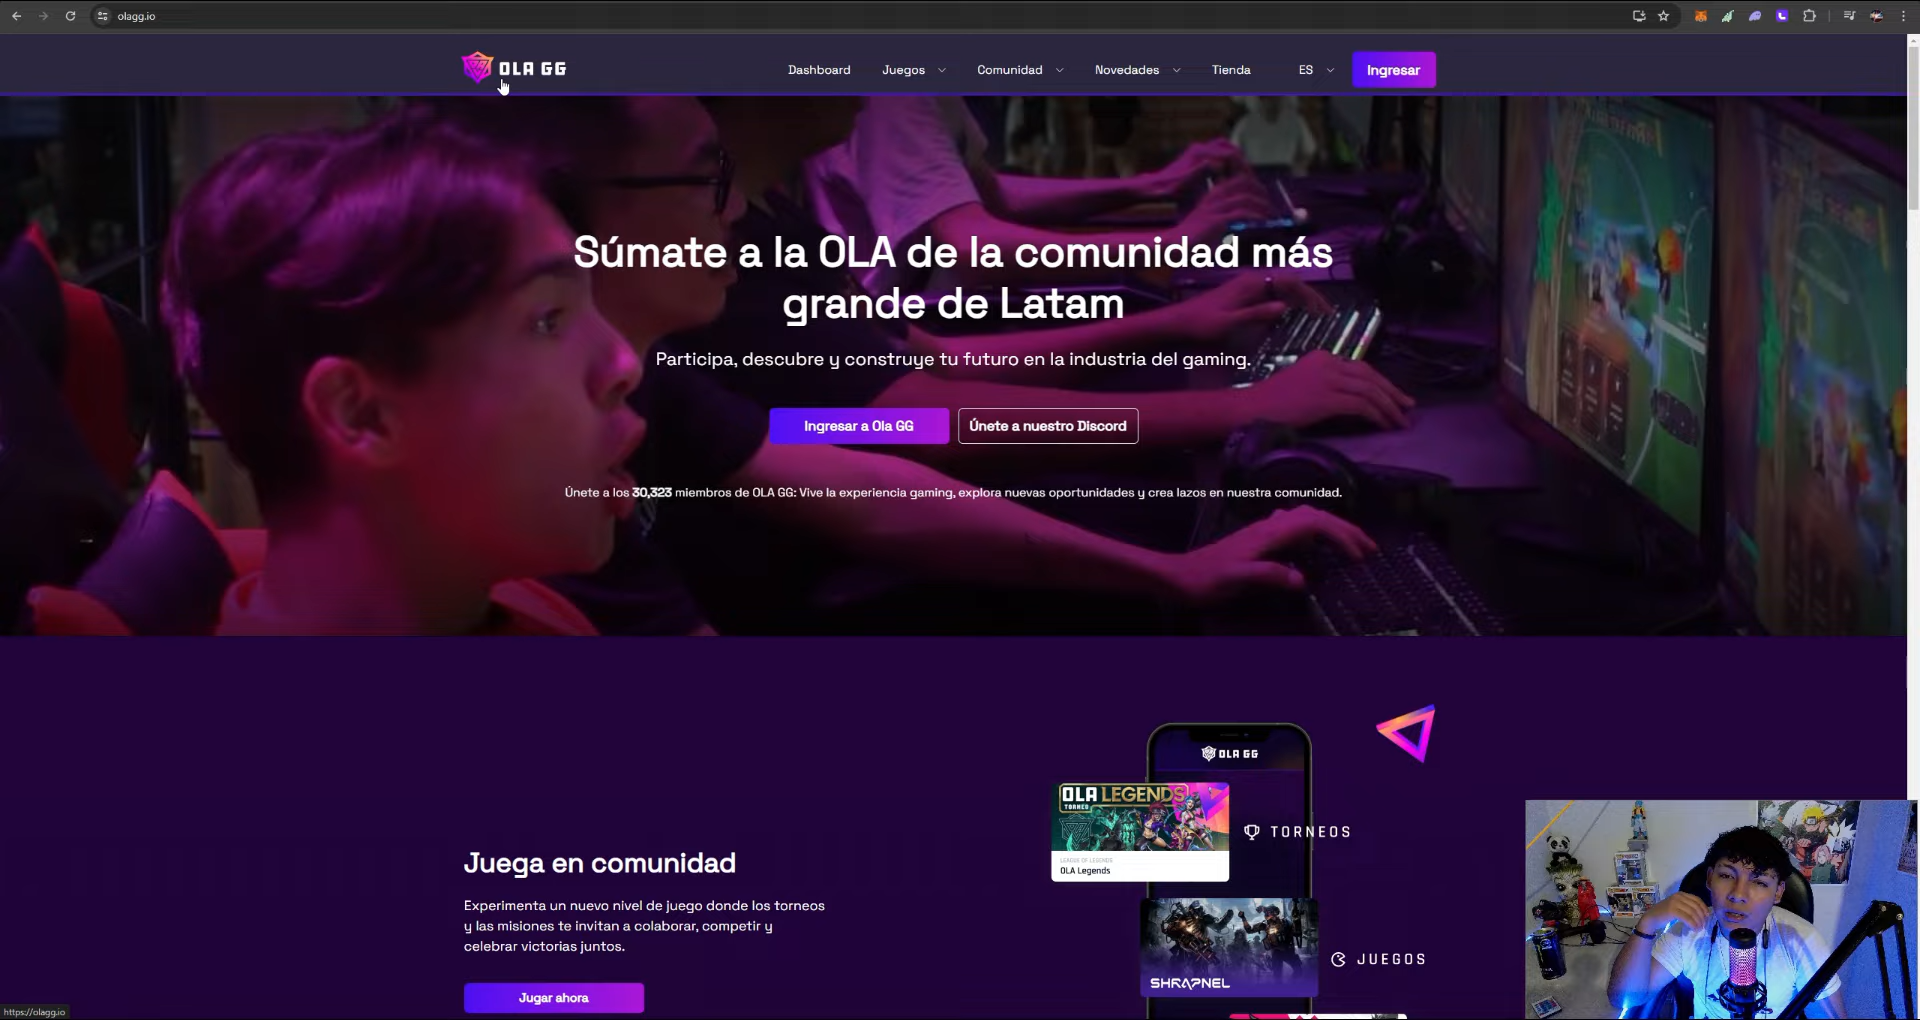 olagg.io
OLA GG
Dashboard
Juegos
Comunidad
Novedades
Tienda
ES
Ingresar
Súmate a la OLA de la comunidad más
grande de Latam
Participa, descubre y construye tu futuro en la industria del gaming.
Ingresar a Ola GG
Únete a nuestro Discord
Únete a los 30,323 miembros de OLA GG: Vive la experiencia gaming, explora nuevas oportunidades y crea lazos en nuestra comunidad.
OLA GG
OLA LEGENDS
TORNEO
LEAGUE OF LEGENDS
OLA Legends
TORNEOS
Juega en comunidad
Experimenta un nuevo nivel de juego donde los torneos
y las misiones te invitan a colaborar, competir y
celebrar victorias juntos.
SHRAPNEL
JUEGOS
Jugar ahora
https://olagg.io